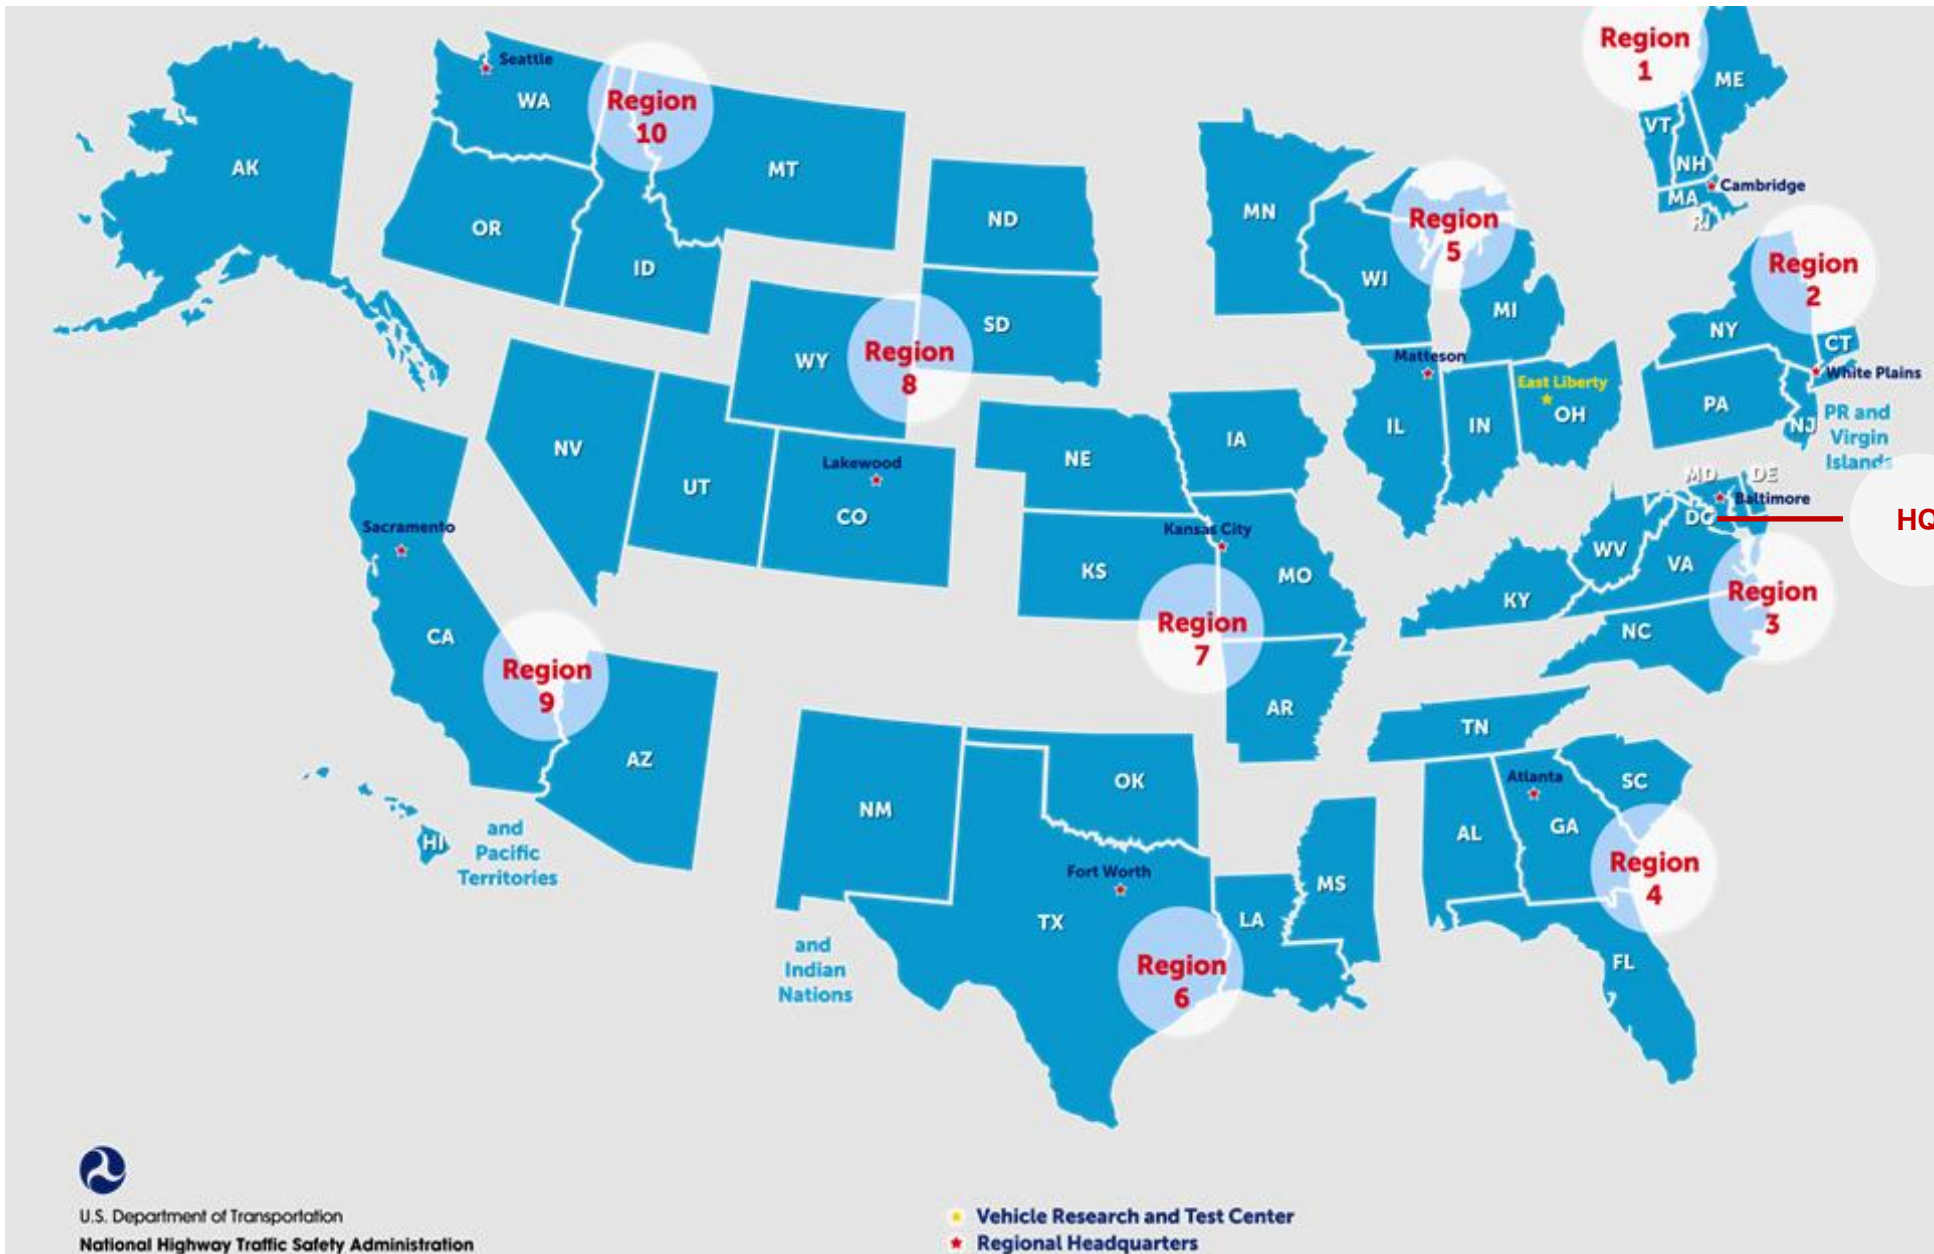 Region
1
ME
VT
NH
Cambridge
MA
RI
Seattle
WA
Region
10
MT
AK
OR
ID
ND
SD
WY
Region
8
MN
WI
Region
5
MI
Matteson
IL
IN
East Liberty
OH
Region
2
NY
CT
White Plains
PA
NJ
PR and
Virgin
Islands
MD
DE
Baltimore
DC
HQ
WV
VA
Region
3
KY
NC
NV
UT
Lakewood
CO
NE
IA
Kansas City
KS
MO
Region
7
AR
Sacramento
CA
Region
9
AZ
HI
and
Pacific
Territories
NM
OK
Fort Worth
TX
Region
6
LA
MS
and
Indian
Nations
TN
Atlanta
SC
AL
GA
Region
4
FL
U.S. Department of Transportation
National Highway Traffic Safety Administration
Vehicle Research and Test Center
Regional Headquarters